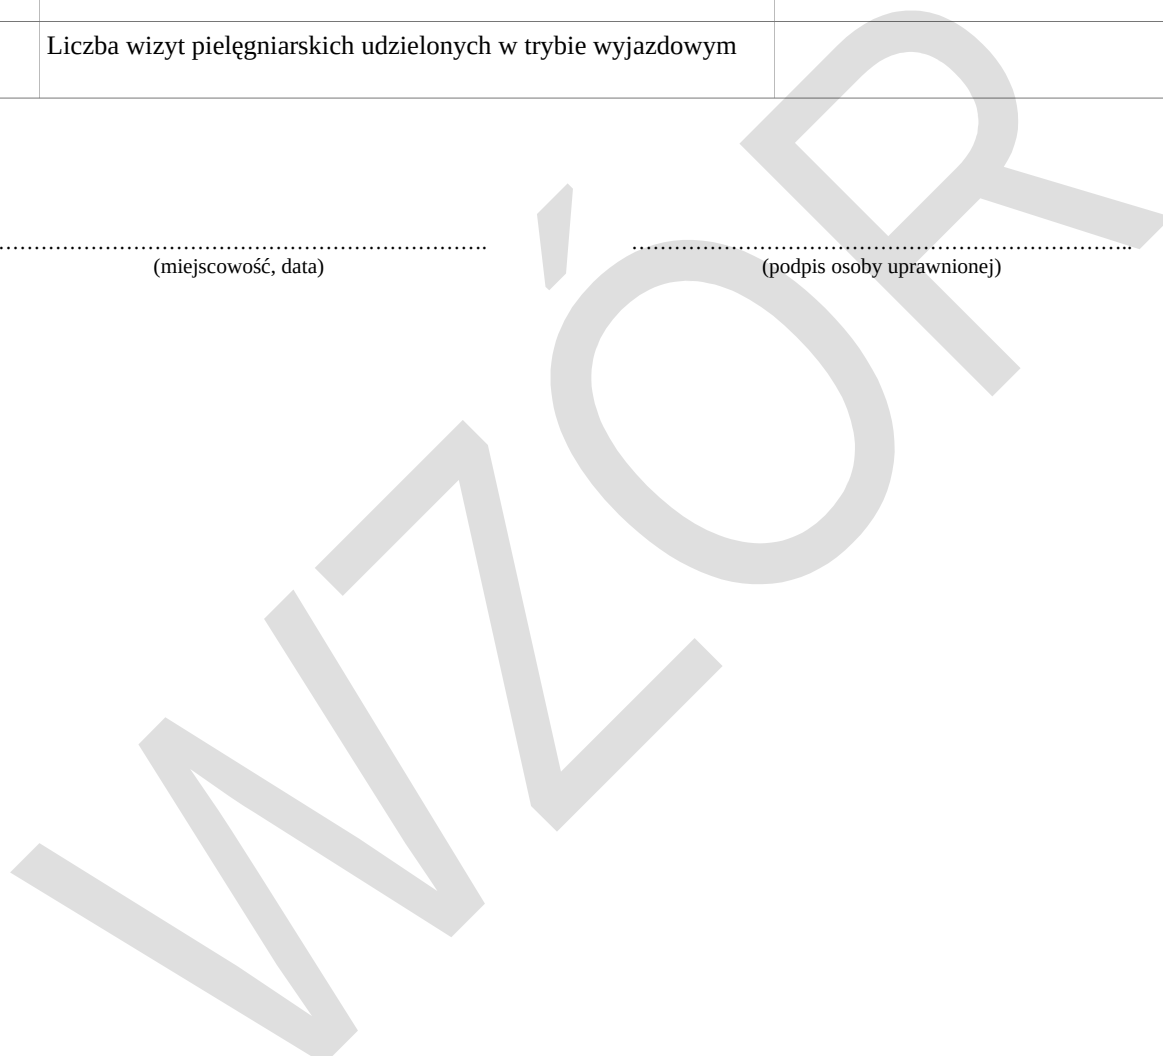 Liczba wizyt pielęgniarskich udzielonych w trybie wyjazdowym
…………………………………………………………………. …………………………………………………………………..
(miejscowość, data) (podpis osoby uprawnionej)
WZÓR